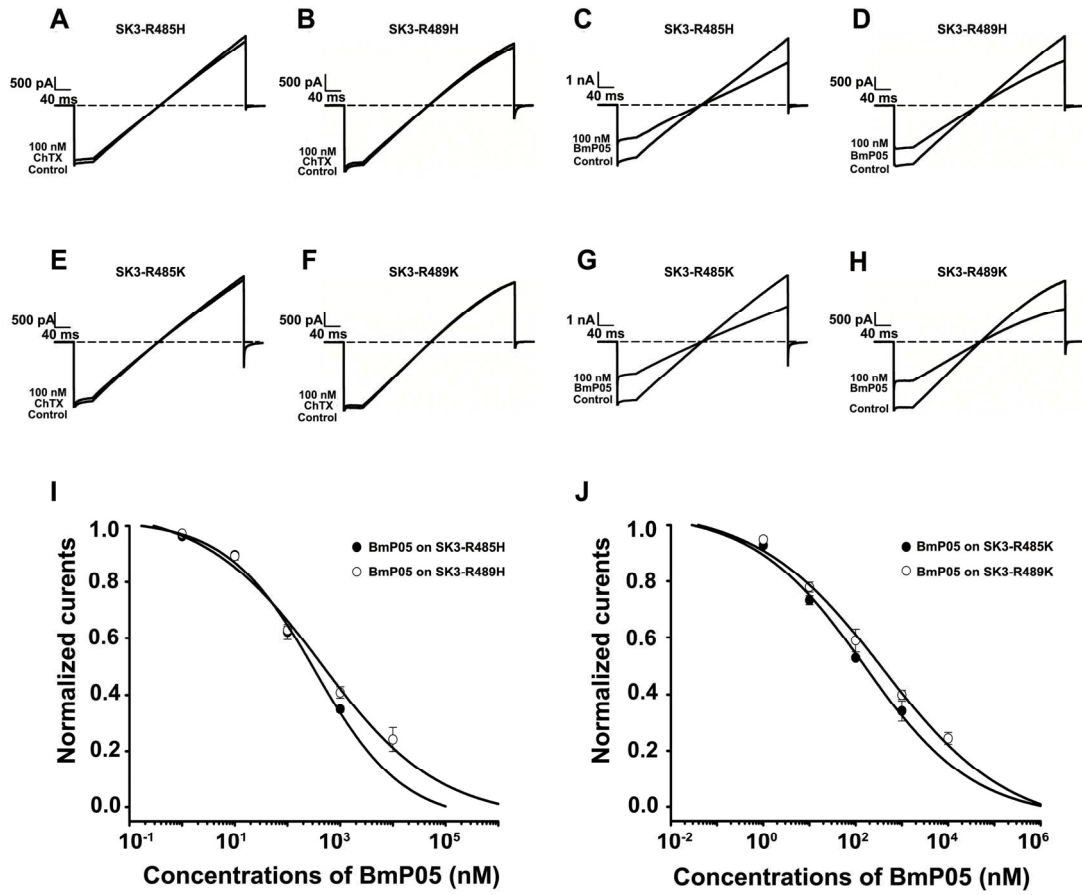 A
SK3-R485H
500 pA
40 ms
100 nM
ChTX
Control
B
SK3-R489H
500 pA
40 ms
100 nM
ChTX
Control
C
SK3-R485H
1 nA
40 ms
100 nM
BmP05
Control
D
SK3-R489H
500 pA
40 ms
100 nM
BmP05
Control
E
SK3-R485K
500 pA
40 ms
100 nM
ChTX
Control
F
SK3-R489K
500 pA
40 ms
100 nM
ChTX
Control
G
SK3-R485K
1 nA
40 ms
100 nM
BmP05
Control
H
SK3-R489K
500 pA
40 ms
100 nM
BmP05
Control
I
Normalized curents
1.0
0.8
0.6
0.4
0.2
0.0
BmP05 on SK3-R485H
BmP05 on SK3-R489H
10⁻¹ 10¹ 10³ 10⁵
Concentrations of BmP05 (nM)
J
Normalized curents
1.0
0.8
0.6
0.4
0.2
0.0
BmP05 on SK3-R485K
BmP05 on SK3-R489K
10⁻² 10⁰ 10² 10⁴ 10⁶
Concentrations of BmP05 (nM)